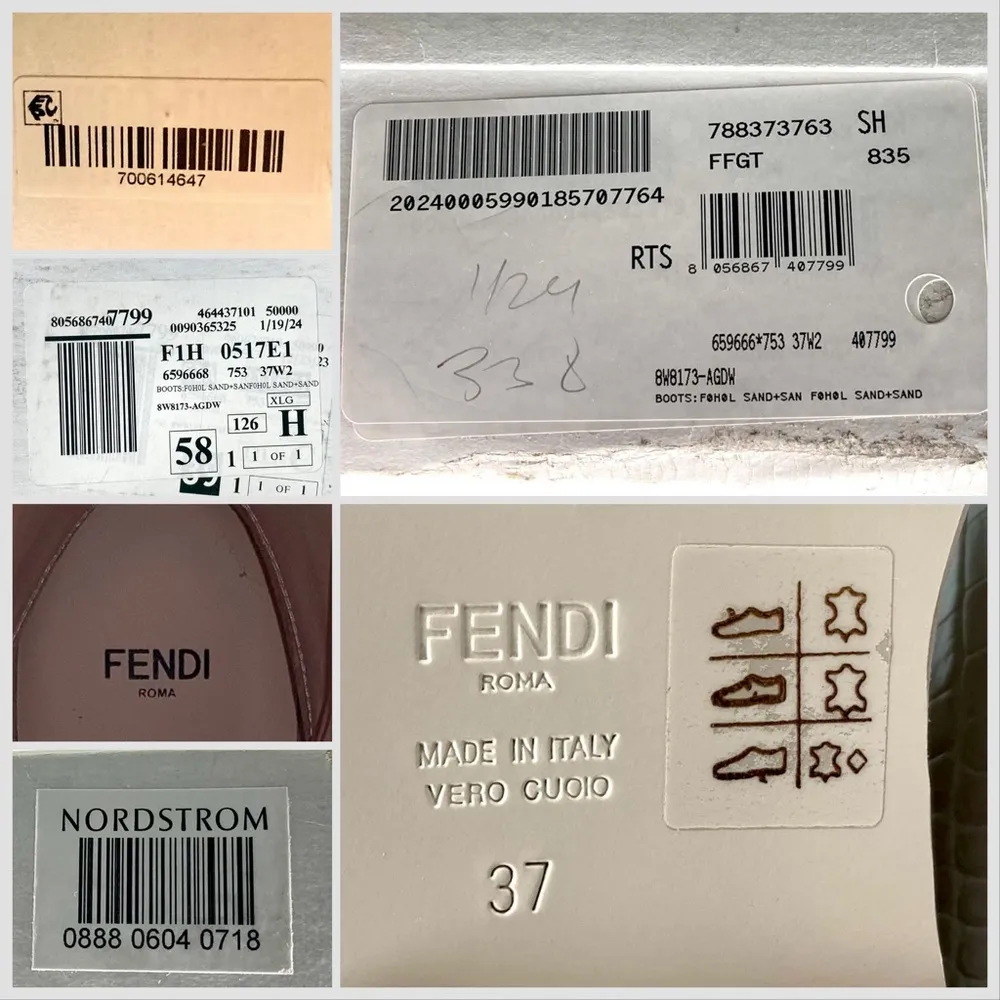 700614647
20240005990185707764
788373763 SH
FFGT 835
RTS
8 056867 407799
1/24
338
659666*753 37W2 407799
8W8173-AGDW
BOOTS:F0H0L SAND+SAN F0H0L SAND+SAND
8056867407799
464437101 50000
0090365325 1/19/24
F1H 0517E1
23
6596668 753 37W2
BOOTS:F0H0L SAND+SANF0H0L SAND+SAND
8W8173-AGDW
XLG
126 H
58 1 1 OF 1
1 1 OF 1
FENDI
ROMA
NORDSTROM
0888 0604 0718
FENDI
ROMA
MADE IN ITALY
VERO CUOIO
37